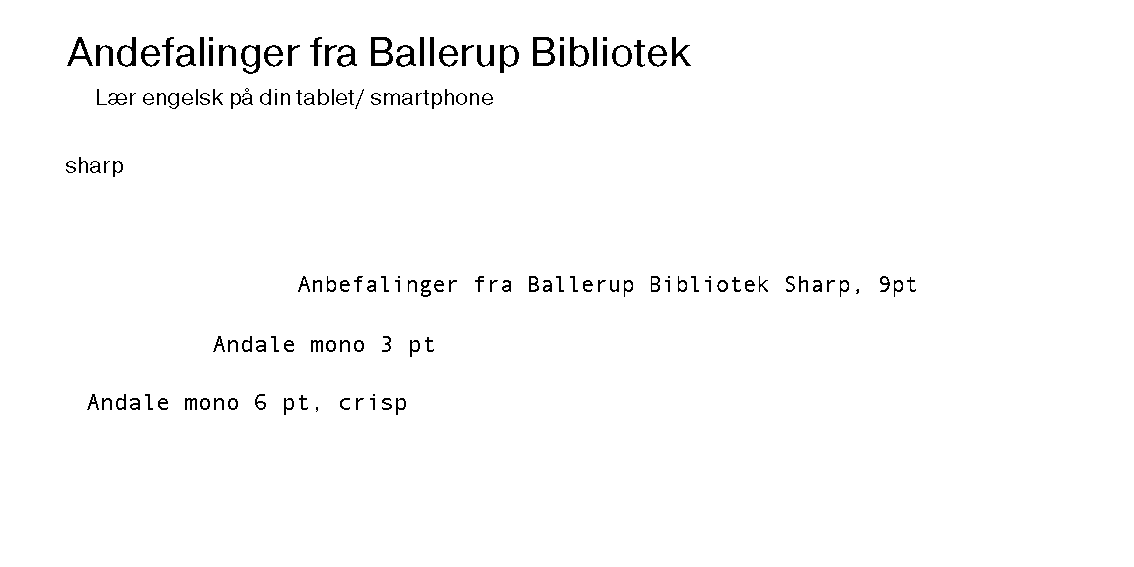 Andefalinger fra Ballerup Bibliotek
Lær engelsk på din tablet/ smartphone
sharp
Anbefalinger fra Ballerup Bibliotek Sharp, 9pt
Andale mono 3 pt
Andale mono 6 pt, crisp